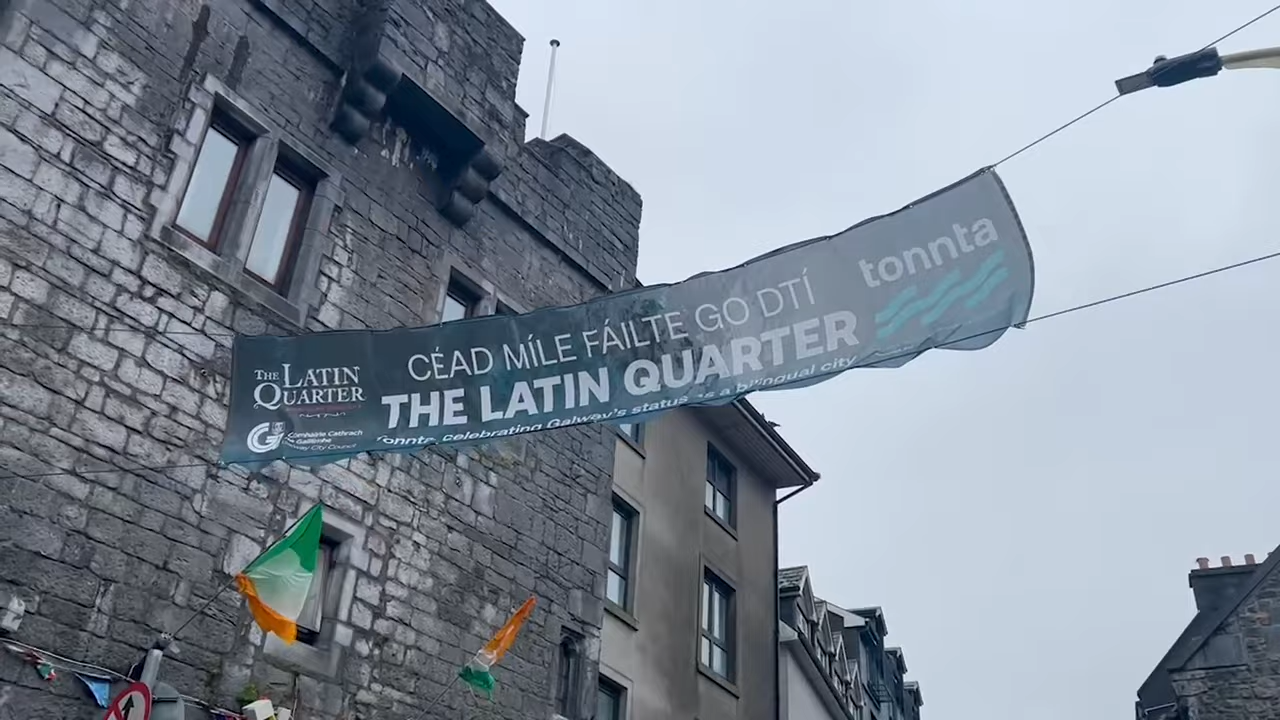 THE LATIN
QUARTER
Comhairle Cathrach
na Gaillimhe
Galway City Council
CÉAD MÍLE FÁILTE GO DTÍ
THE LATIN QUARTER
Tonnta, celebrating Galway's status as a bilingual city
tonnta